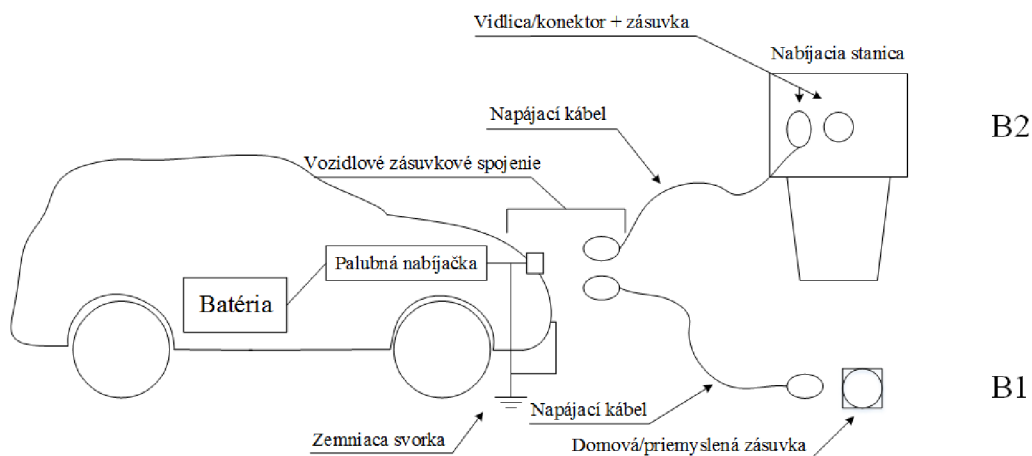 Vidlica/konektor + zásuvka
Nabíjacia stanica
Napájací kábel
B2
Vozidlové zásuvkové spojenie
Palubná nabíjačka
Batéria
B1
Napájací kábel
Zemniaca svorka
Domová/priemyslená zásuvka